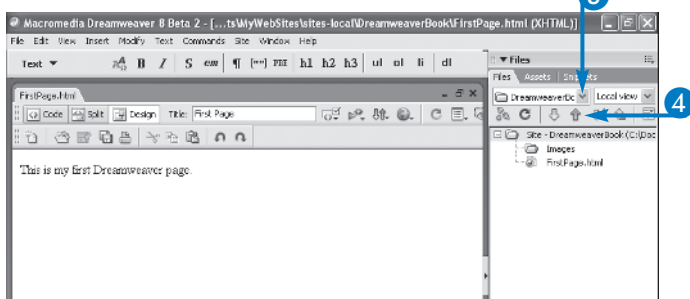 Macromedia Dreamweaver 8 Beta 2 - [...ts\MyWebSites\sites-local\DreamweaverBook\FirstPage.html (XHTML)]
File Edit View Insert Modify Text Commands Site Window Help
Text B I S em ¶ [""] PRE h1 h2 h3 ul ol li dl
Files
Files Assets Snippets
FirstPage.html
DreamweaverBc Local view
Code Split Design Title: First Page
4
Site - DreamweaverBook (C:\Doc
Images
FirstPage.html
This is my first Dreamweaver page.